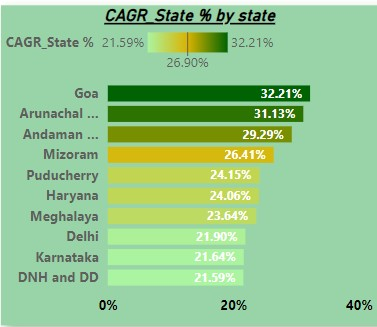 CAGR_State % by state
CAGR_State % 21.59% 32.21%
26.90%
Goa 32.21%
Arunachal ... 31.13%
Andaman ... 29.29%
Mizoram 26.41%
Puducherry 24.15%
Haryana 24.06%
Meghalaya 23.64%
Delhi 21.90%
Karnataka 21.64%
DNH and DD 21.59%
0% 20% 40%